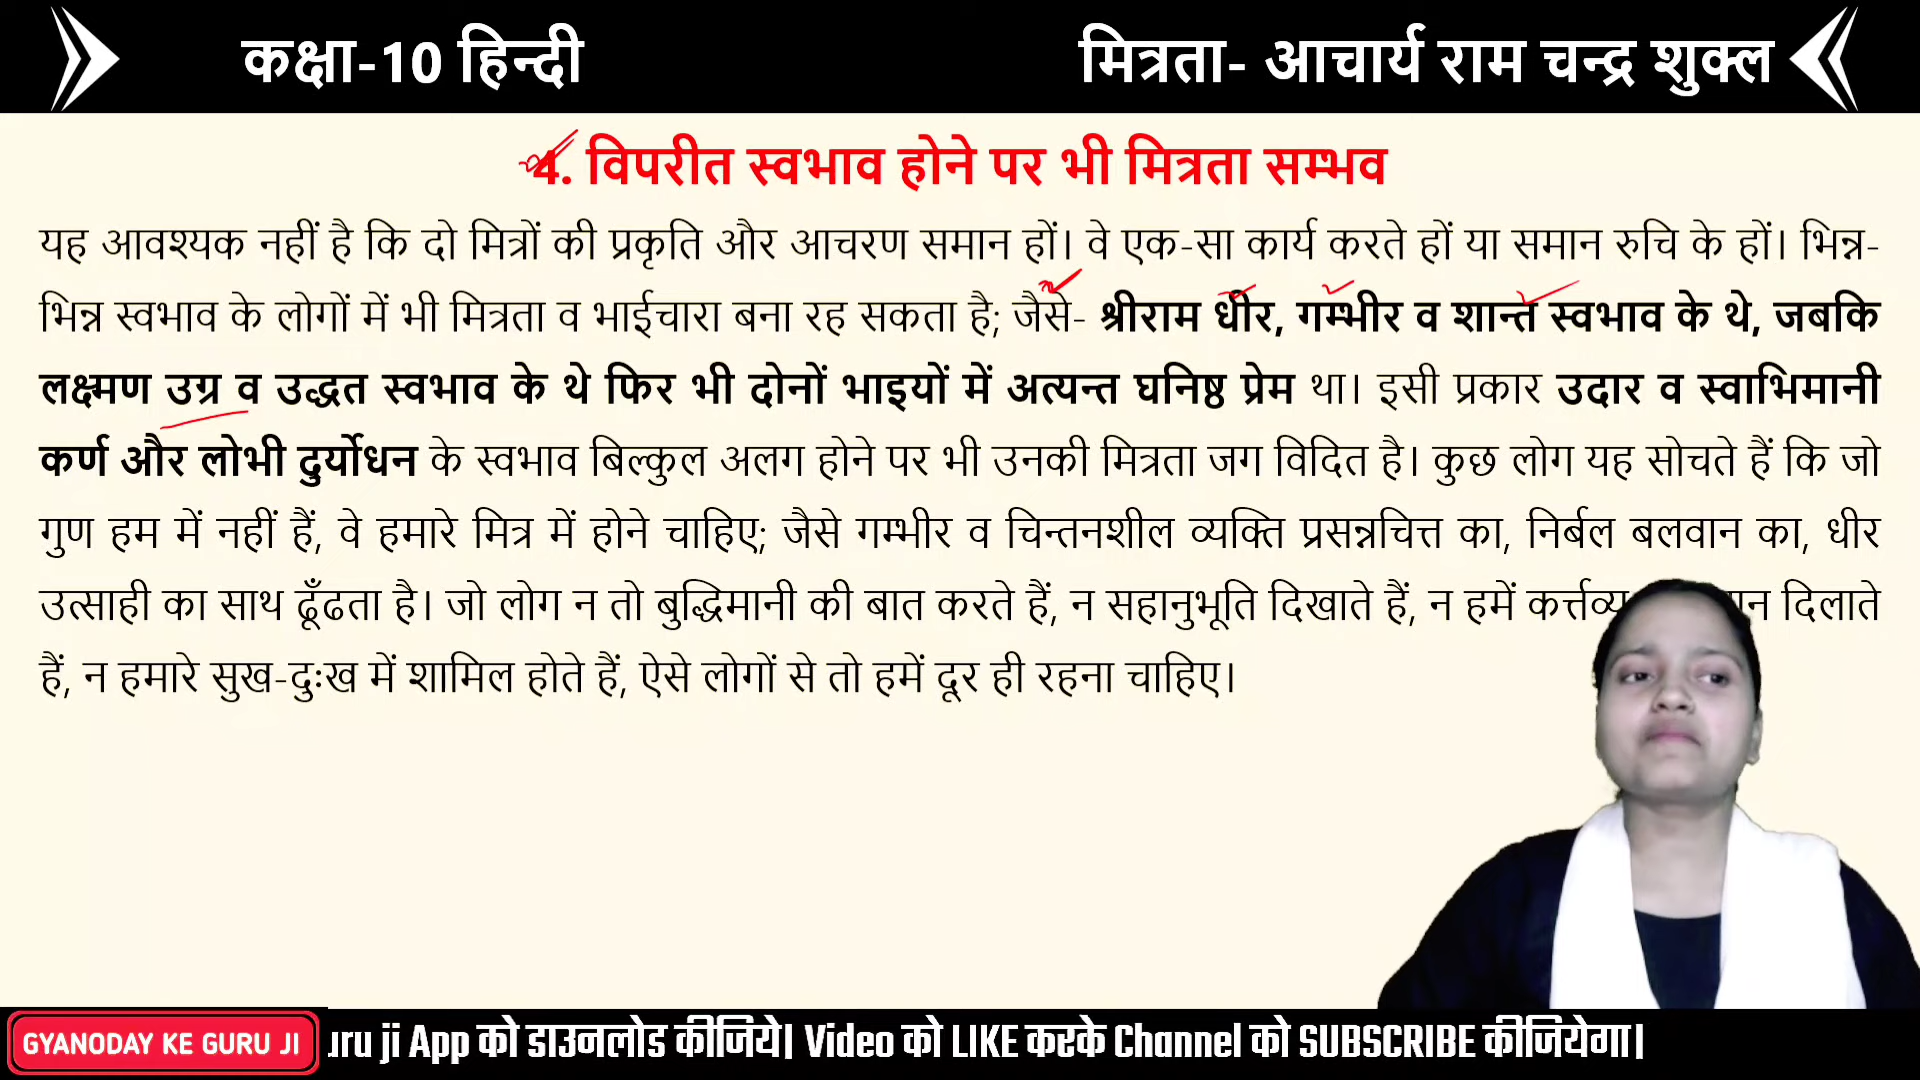 कक्षा-10 हिन्दी
मित्रता- आचार्य राम चन्द्र शुक्ल
4. विपरीत स्वभाव होने पर भी मित्रता सम्भव
यह आवश्यक नहीं है कि दो मित्रों की प्रकृति और आचरण समान हों। वे एक-सा कार्य करते हों या समान रुचि के हों। भिन्न-
भिन्न स्वभाव के लोगों में भी मित्रता व भाईचारा बना रह सकता है; जैसे- श्रीराम धीर, गम्भीर व शान्त स्वभाव के थे, जबकि
लक्ष्मण उग्र व उद्धत स्वभाव के थे फिर भी दोनों भाइयों में अत्यन्त घनिष्ठ प्रेम था। इसी प्रकार उदार व स्वाभिमानी
कर्ण और लोभी दुर्योधन के स्वभाव बिल्कुल अलग होने पर भी उनकी मित्रता जग विदित है। कुछ लोग यह सोचते हैं कि जो
गुण हम में नहीं हैं, वे हमारे मित्र में होने चाहिए; जैसे गम्भीर व चिन्तनशील व्यक्ति प्रसन्नचित्त का, निर्बल बलवान का, धीर
उत्साही का साथ ढूँढता है। जो लोग न तो बुद्धिमानी की बात करते हैं, न सहानुभूति दिखाते हैं, न हमें कर्त्तव्य दिलाते
हैं, न हमारे सुख-दुःख में शामिल होते हैं, ऐसे लोगों से तो हमें दूर ही रहना चाहिए।
GYANODAY KE GURU JI
uru ji App को डाउनलोड कीजिये। Video को LIKE करके Channel को SUBSCRIBE कीजियेगा।